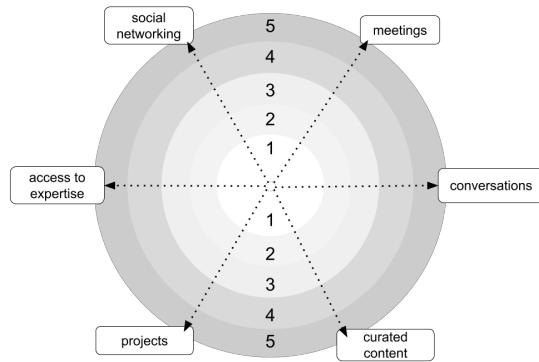 social
networking
5
meetings
4
3
2
1
access to
expertise
conversations
1
2
3
4
projects
5
curated
content